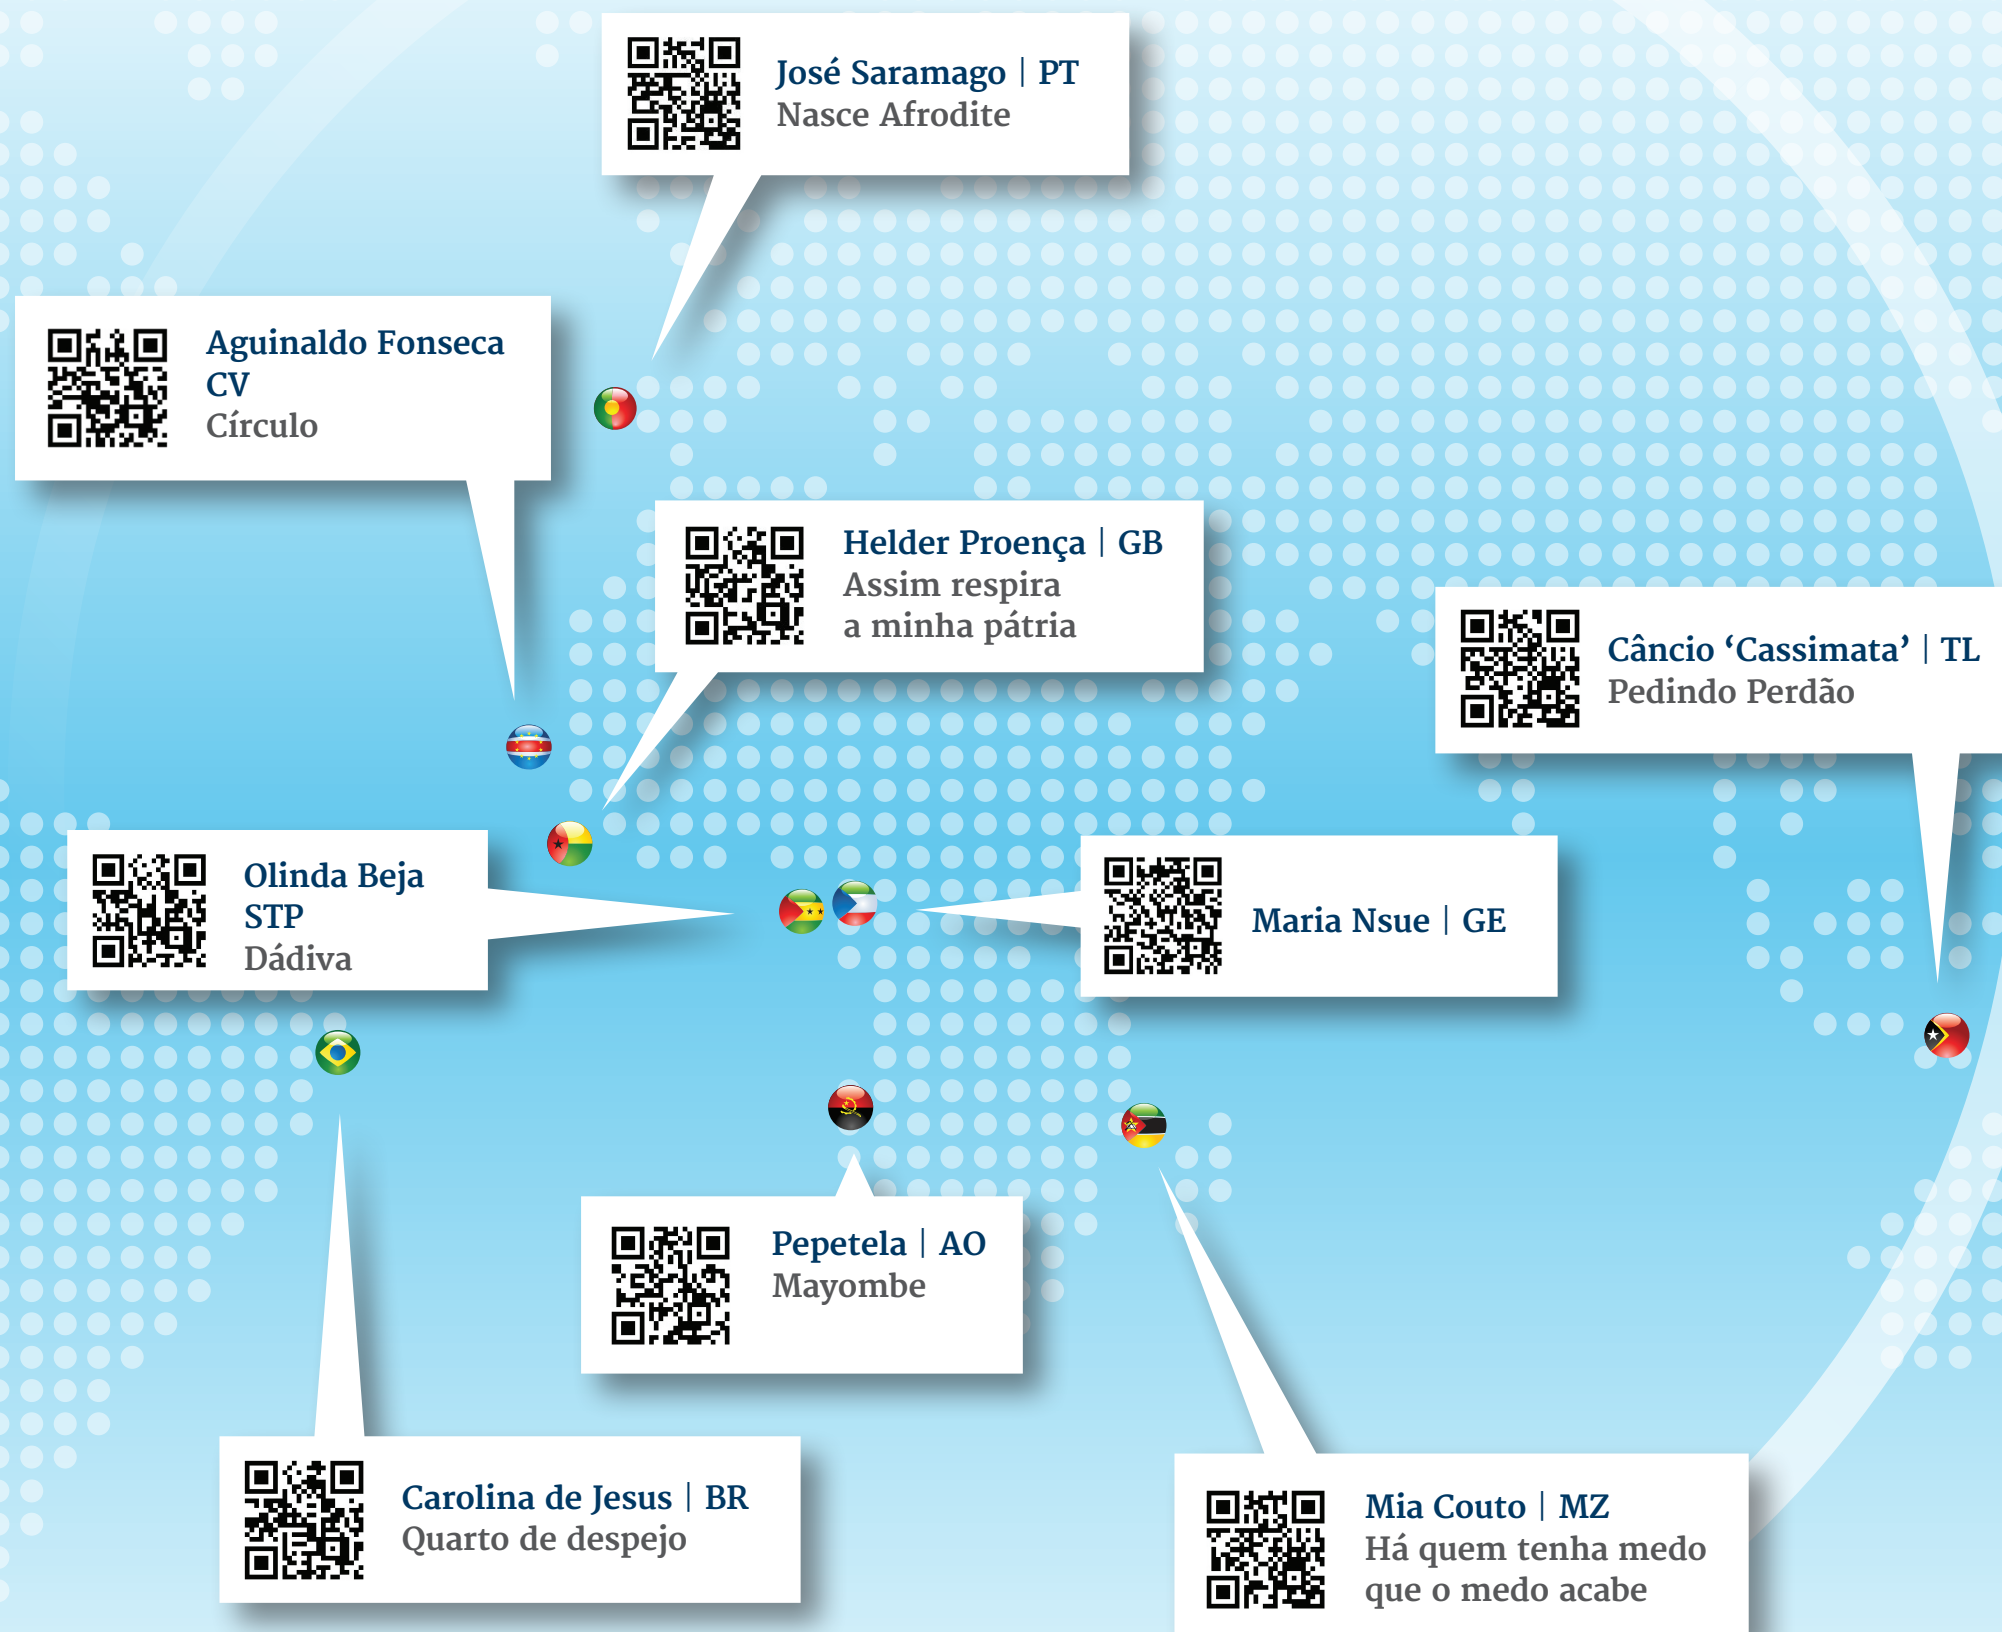 José Saramago | PT
Nasce Afrodite
Aguinaldo Fonseca
CV
Círculo
Helder Proença | GB
Assim respira
a minha pátria
Câncio ‘Cassimata’ | TL
Pedindo Perdão
Olinda Beja
STP
Dádiva
Maria Nsue | GE
Pepetela | AO
Mayombe
Carolina de Jesus | BR
Quarto de despejo
Mia Couto | MZ
Há quem tenha medo
que o medo acabe